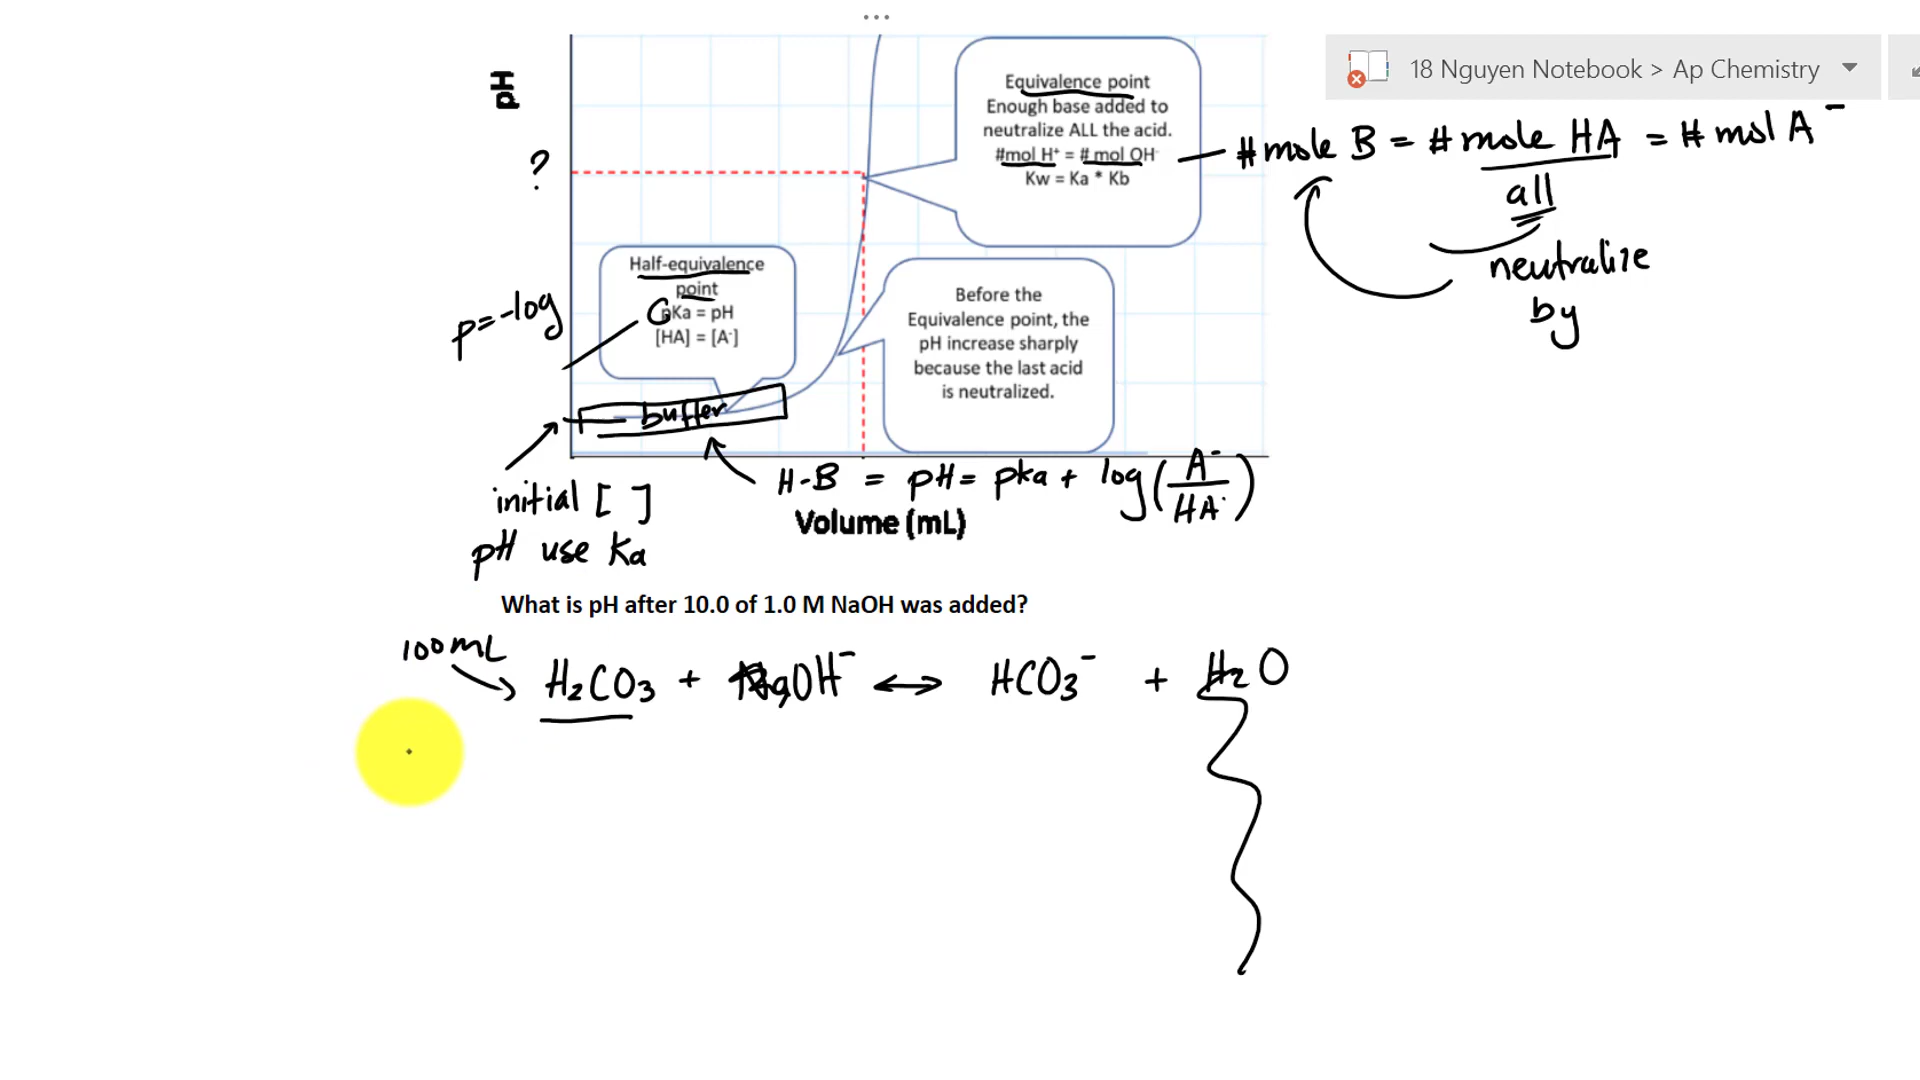 18 Nguyen Notebook > Ap Chemistry
pH
?
Equivalence point
Enough base added to
neutralize ALL the acid.
#mol H⁺ = # mol OH⁻
Kw = Ka * Kb
# mole B = # mole HA = # mol A⁻
all
neutralize
by
Half-equivalence
point
pKa = pH
[HA] = [A⁻]
p = -log
Before the
Equivalence point, the
pH increase sharply
because the last acid
is neutralized.
buffer
initial [ ]
pH use Ka
H-B = pH = pka + log(A⁻/HA)
Volume (mL)
What is pH after 10.0 of 1.0 M NaOH was added?
100mL
H₂CO₃ + OH⁻ ↔ HCO₃⁻ + H₂O